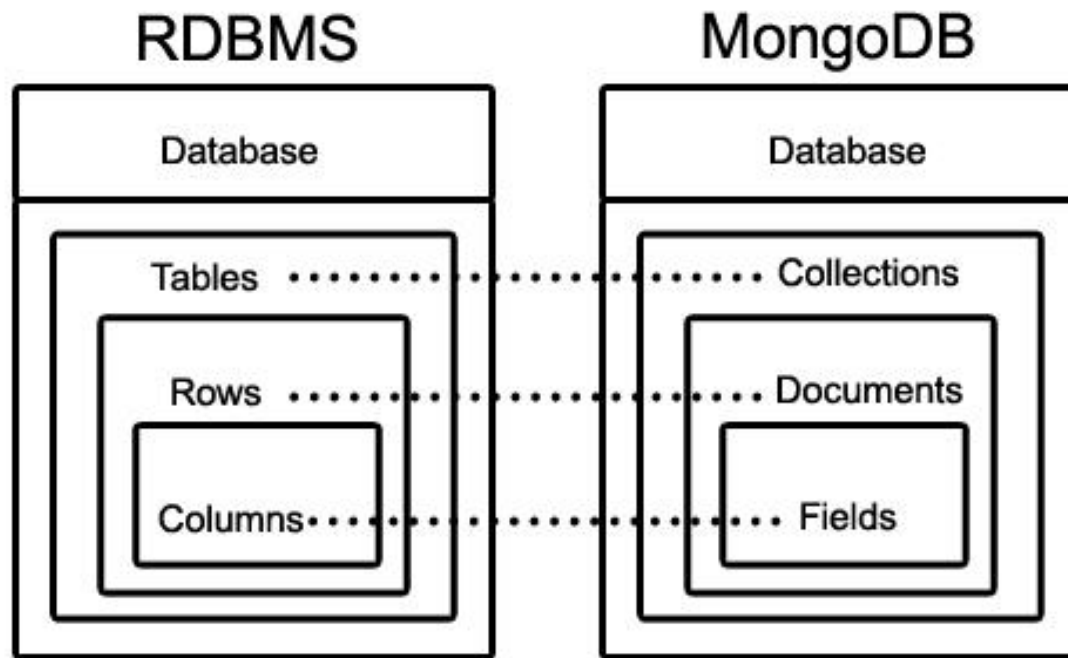 RDBMS
MongoDB
Database
Database
Tables
Collections
Rows
Documents
Columns
Fields